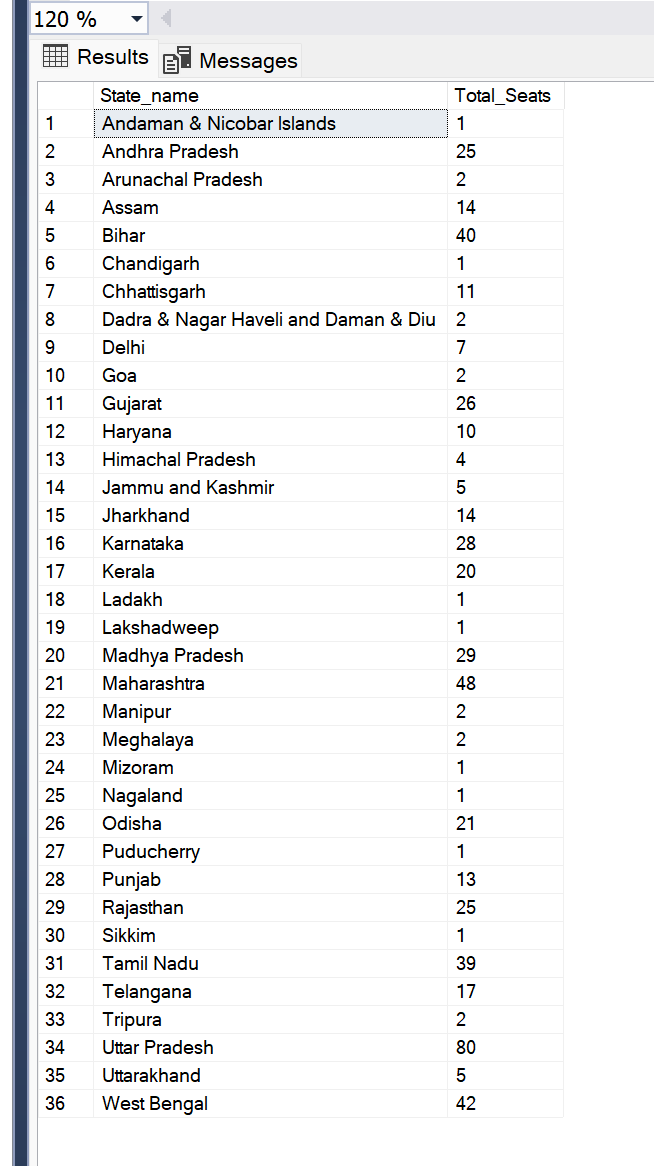 120 %
Results Messages
State_name Total_Seats
1 Andaman & Nicobar Islands 1
2 Andhra Pradesh 25
3 Arunachal Pradesh 2
4 Assam 14
5 Bihar 40
6 Chandigarh 1
7 Chhattisgarh 11
8 Dadra & Nagar Haveli and Daman & Diu 2
9 Delhi 7
10 Goa 2
11 Gujarat 26
12 Haryana 10
13 Himachal Pradesh 4
14 Jammu and Kashmir 5
15 Jharkhand 14
16 Karnataka 28
17 Kerala 20
18 Ladakh 1
19 Lakshadweep 1
20 Madhya Pradesh 29
21 Maharashtra 48
22 Manipur 2
23 Meghalaya 2
24 Mizoram 1
25 Nagaland 1
26 Odisha 21
27 Puducherry 1
28 Punjab 13
29 Rajasthan 25
30 Sikkim 1
31 Tamil Nadu 39
32 Telangana 17
33 Tripura 2
34 Uttar Pradesh 80
35 Uttarakhand 5
36 West Bengal 42